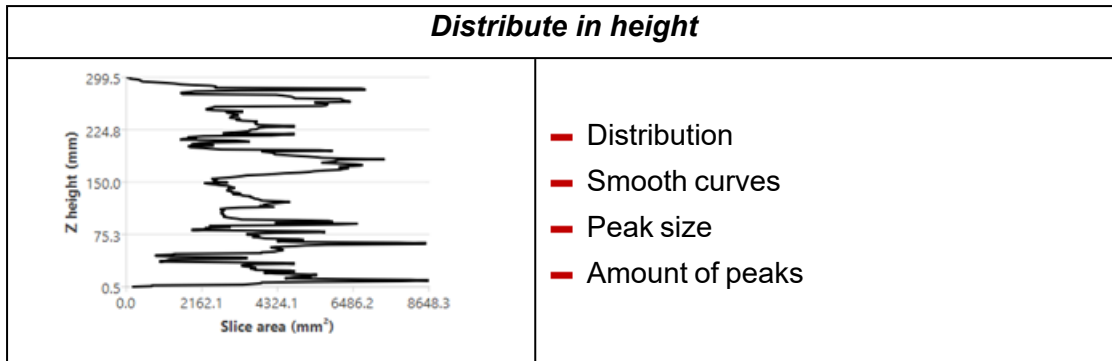 Distribute in height
299.5
224.8
150.0
75.3
0.5
Z height (mm)
0.0 2162.1 4324.1 6486.2 8648.3
Slice area (mm²)
Distribution
Smooth curves
Peak size
Amount of peaks